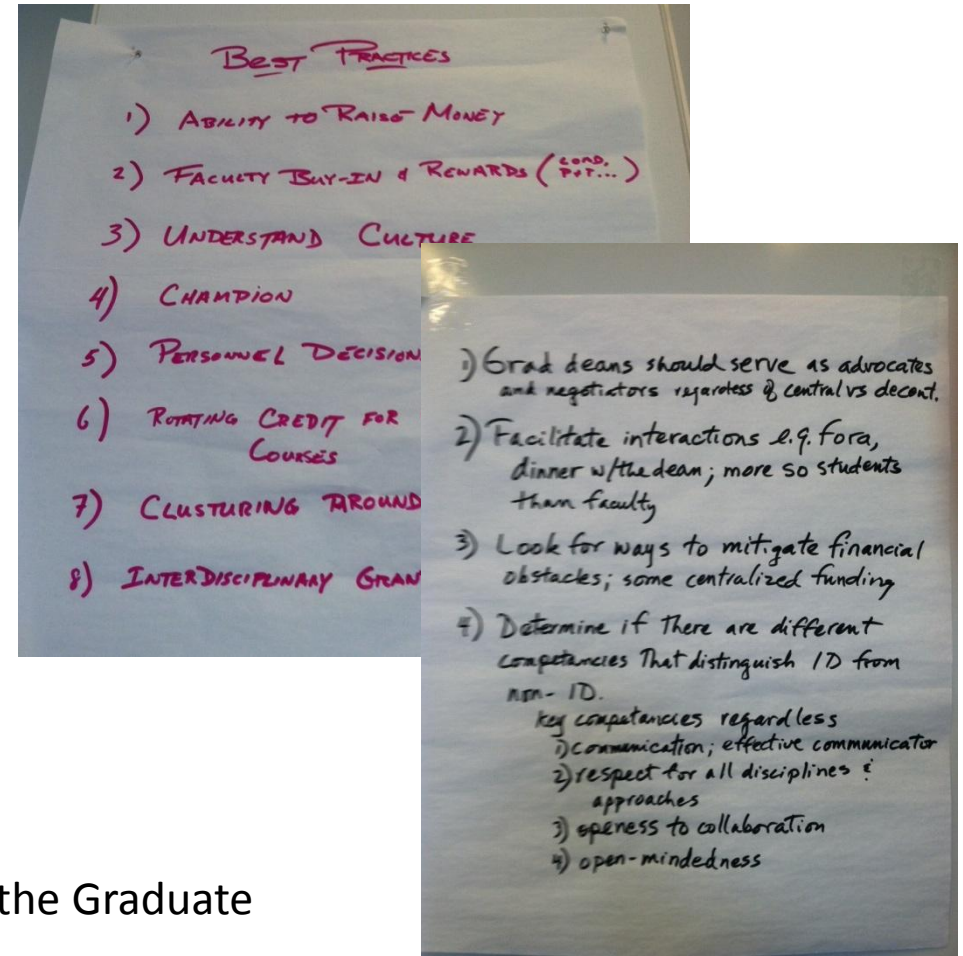 BEST PRACTICES
1) ABILITY TO RAISE MONEY
2) FACULTY BUY-IN & REWARDS (COND. P+T...)
3) UNDERSTAND CULTURE
4) CHAMPION
5) PERSONNEL DECISION
6) ROTATING CREDIT FOR
COURSES
7) CLUSTURING AROUND
8) INTERDISCIPLINARY GRAN
1) Grad deans should serve as advocates
and negotiators regardless of central vs decent.
2) Facilitate interactions e.g. fora,
dinner w/the dean; more so students
than faculty
3) Look for ways to mitigate financial
obstacles; some centralized funding
4) Determine if there are different
competancies That distinguish ID from
non-ID.
key competancies regardless
1) communication; effective communicator
2) respect for all disciplines &
approaches
3) openess to collaboration
4) open-mindedness
the Graduate